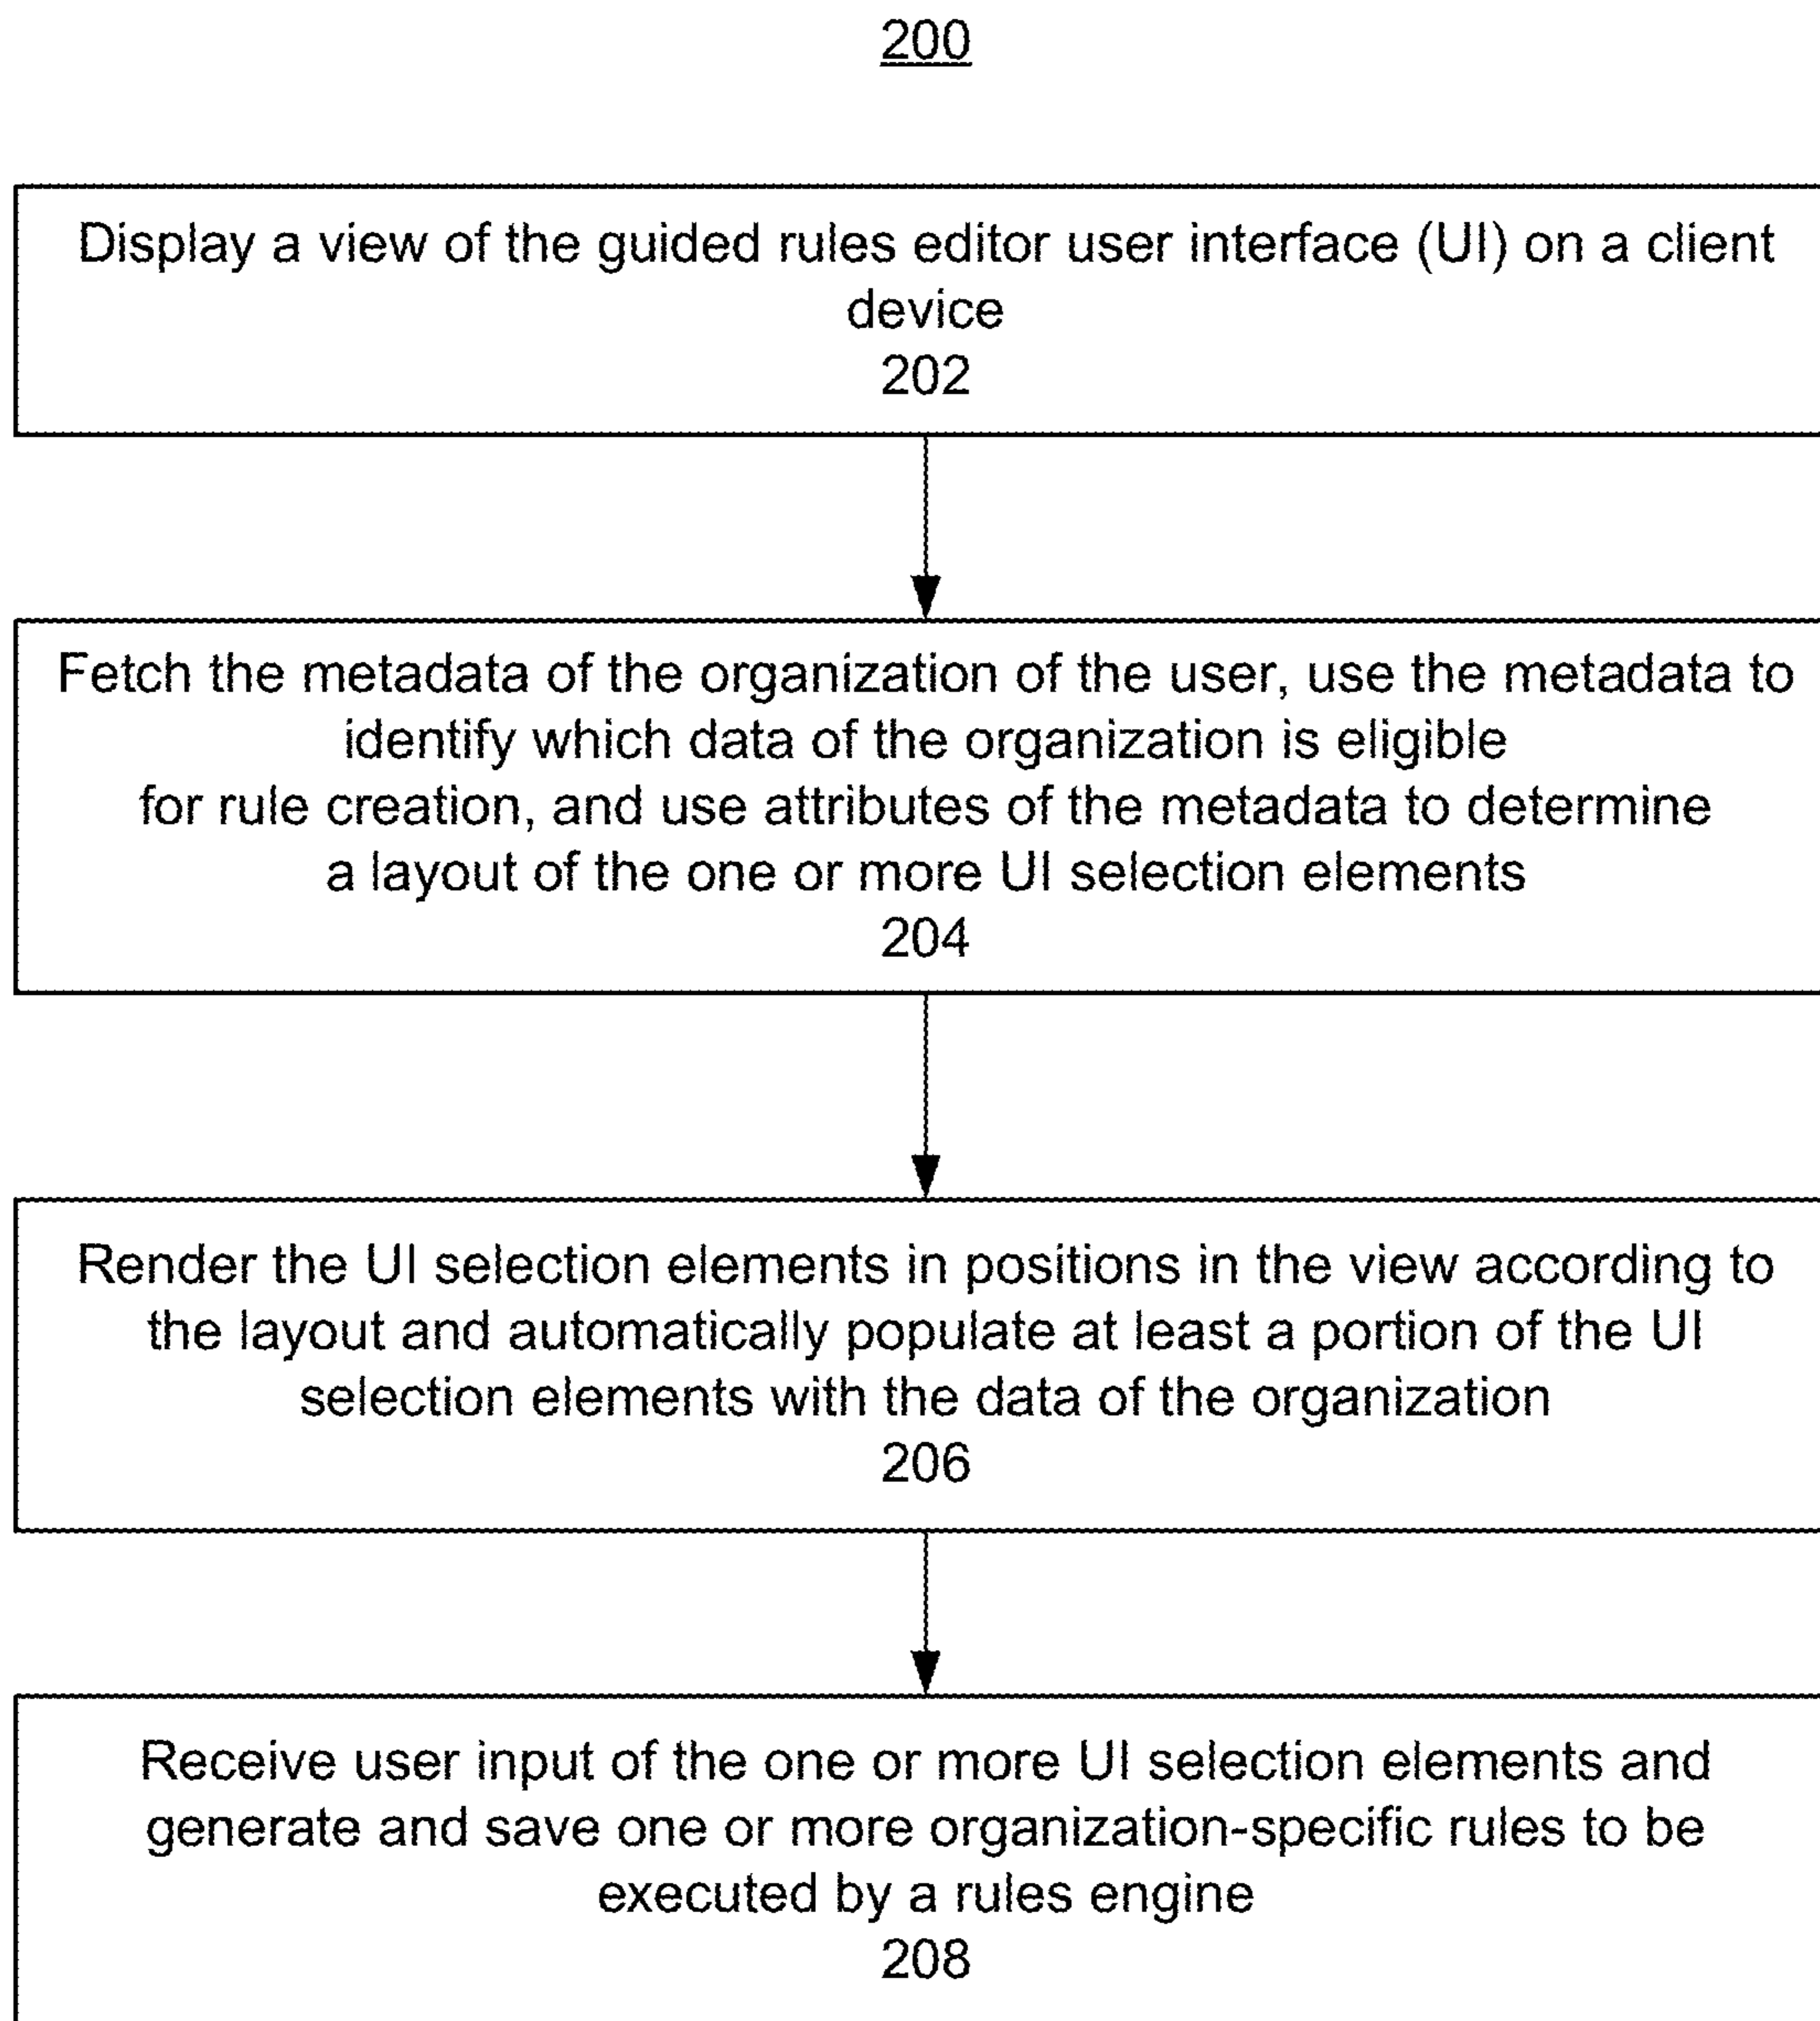 200
Display a view of the guided rules editor user interface (UI) on a client
device
202
Fetch the metadata of the organization of the user, use the metadata to
identify which data of the organization is eligible
for rule creation, and use attributes of the metadata to determine
a layout of the one or more UI selection elements
204
Render the UI selection elements in positions in the view according to
the layout and automatically populate at least a portion of the UI
selection elements with the data of the organization
206
Receive user input of the one or more UI selection elements and
generate and save one or more organization-specific rules to be
executed by a rules engine
208